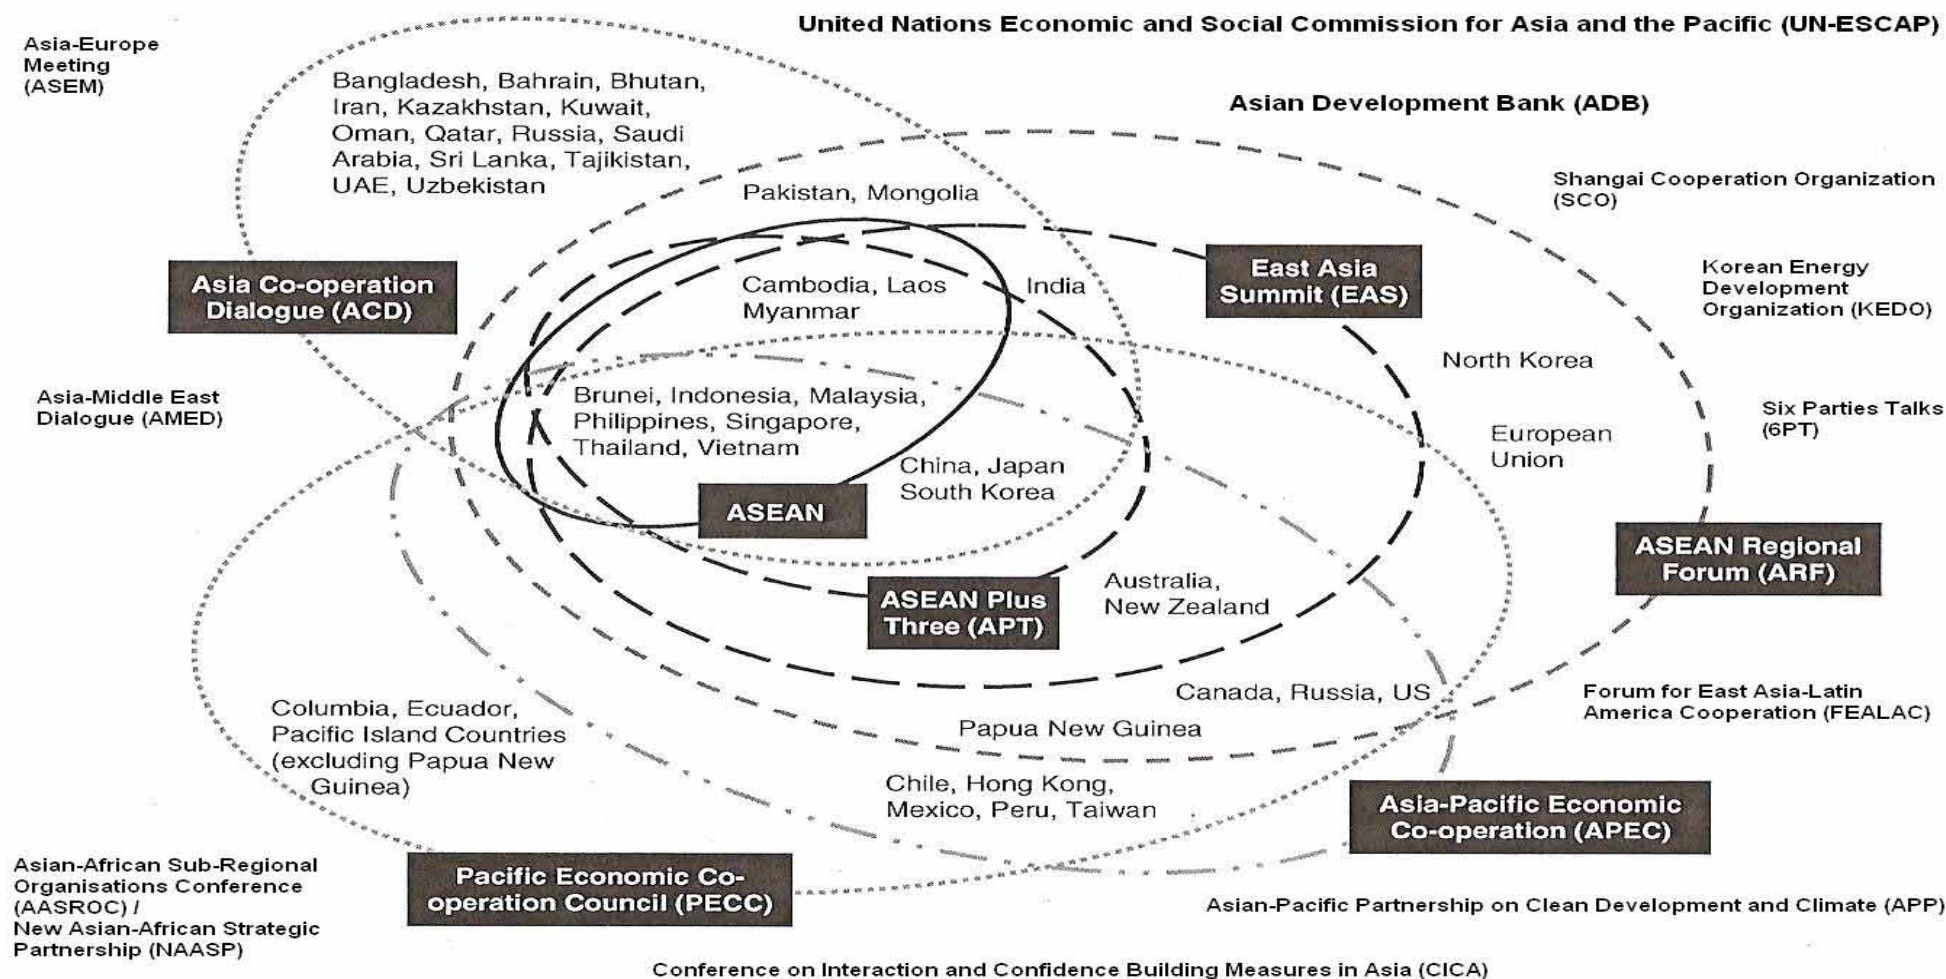 United Nations Economic and Social Commission for Asia and the Pacific (UN-ESCAP)
Asia-Europe
Meeting
(ASEM)
Bangladesh, Bahrain, Bhutan,
Iran, Kazakhstan, Kuwait,
Oman, Qatar, Russia, Saudi
Arabia, Sri Lanka, Tajikistan,
UAE, Uzbekistan
Asian Development Bank (ADB)
Pakistan, Mongolia
Shangai Cooperation Organization
(SCO)
Asia Co-operation
Dialogue (ACD)
Cambodia, Laos
Myanmar
India
East Asia
Summit (EAS)
Korean Energy
Development
Organization (KEDO)
North Korea
Asia-Middle East
Dialogue (AMED)
Brunei, Indonesia, Malaysia,
Philippines, Singapore,
Thailand, Vietnam
European
Union
Six Parties Talks
(6PT)
China, Japan
South Korea
ASEAN
ASEAN Regional
Forum (ARF)
ASEAN Plus
Three (APT)
Australia,
New Zealand
Canada, Russia, US
Forum for East Asia-Latin
America Cooperation (FEALAC)
Columbia, Ecuador,
Pacific Island Countries
(excluding Papua New
Guinea)
Papua New Guinea
Chile, Hong Kong,
Mexico, Peru, Taiwan
Asia-Pacific Economic
Co-operation (APEC)
Pacific Economic Co-
operation Council (PECC)
Asian-African Sub-Regional
Organisations Conference
(AASROC) /
New Asian-African Strategic
Partnership (NAASP)
Asian-Pacific Partnership on Clean Development and Climate (APP)
Conference on Interaction and Confidence Building Measures in Asia (CICA)